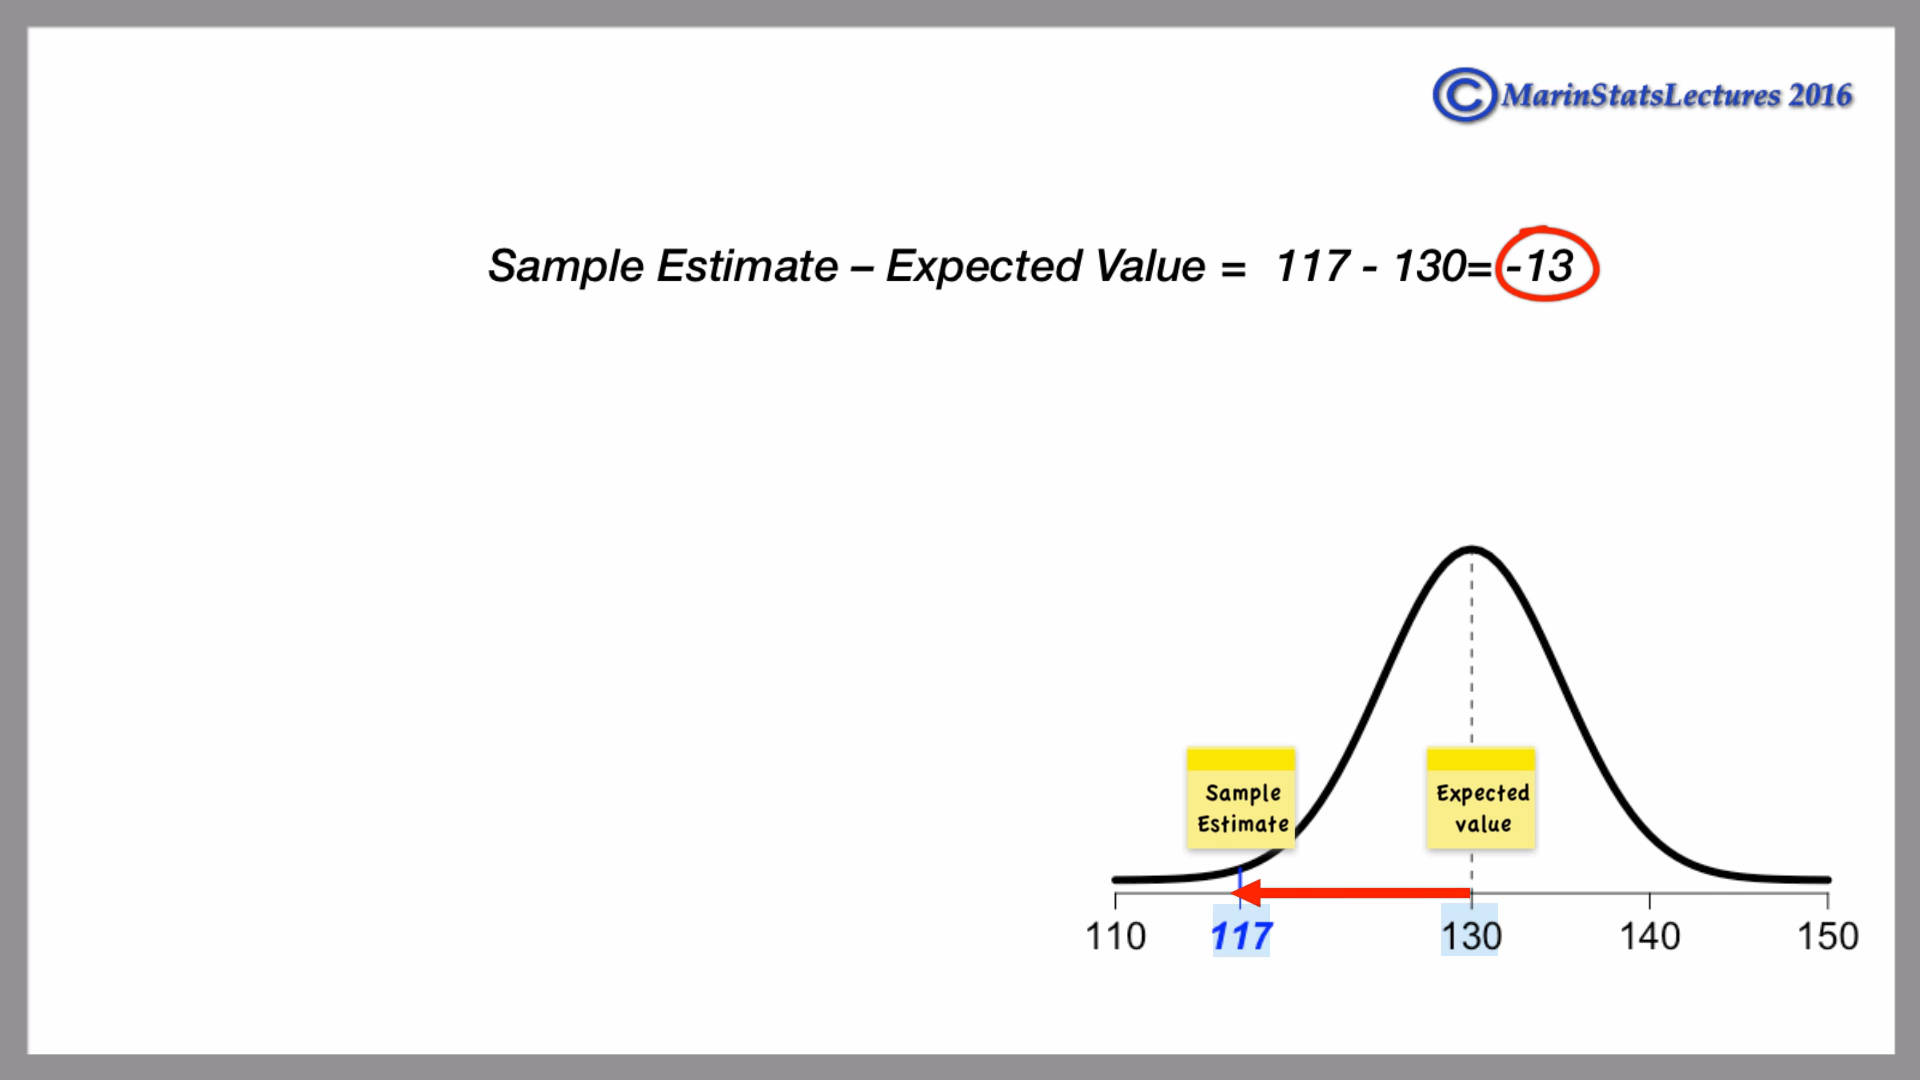 © MarinStatsLectures 2016
Sample Estimate – Expected Value = 117 - 130= -13
Sample
Estimate
Expected
value
110 117 130 140 150